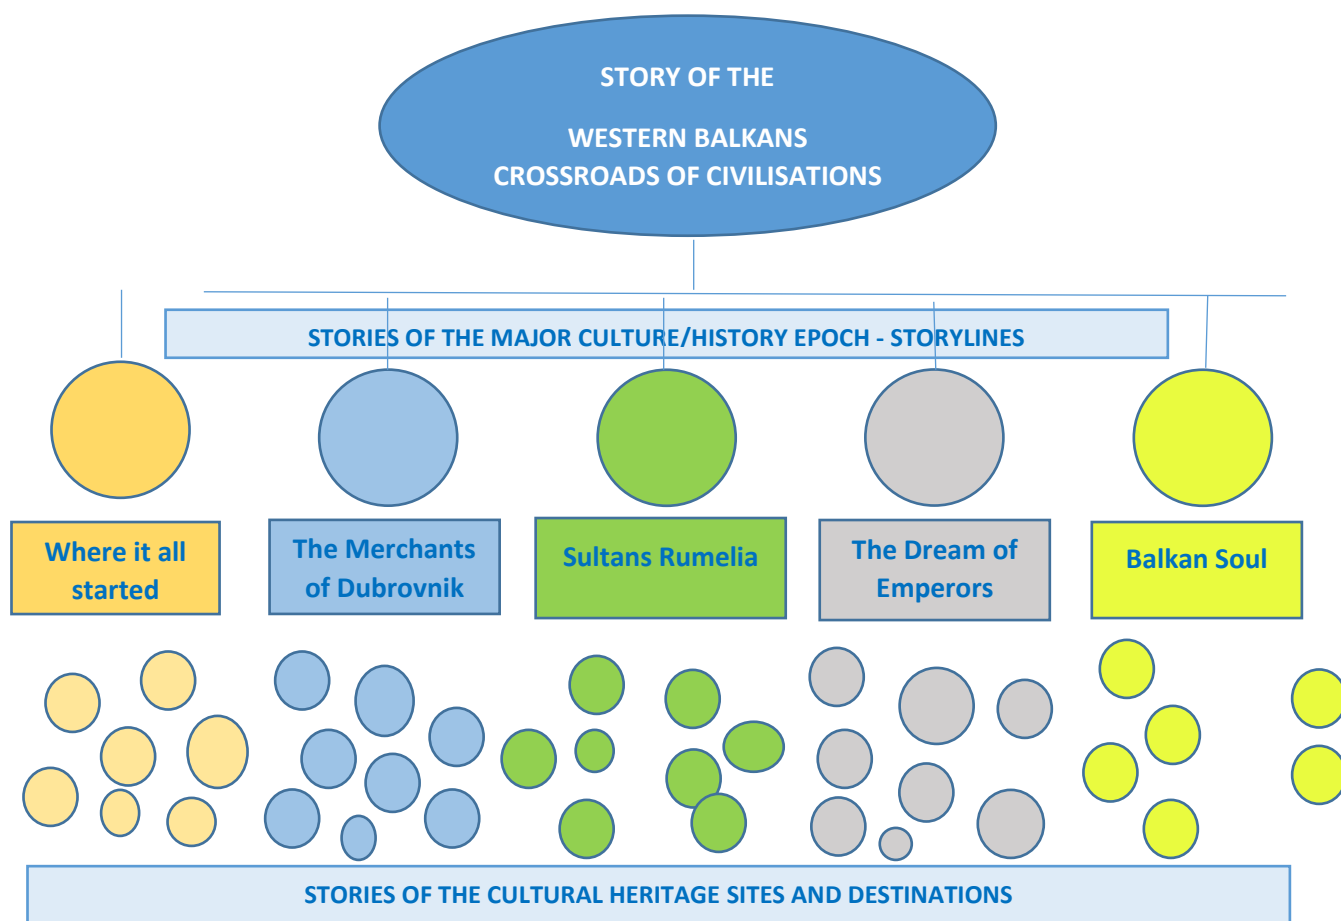 STORY OF THE
WESTERN BALKANS
CROSSROADS OF CIVILISATIONS
STORIES OF THE MAJOR CULTURE/HISTORY EPOCH - STORYLINES
Where it all
started
The Merchants
of Dubrovnik
Sultans Rumelia
The Dream of
Emperors
Balkan Soul
STORIES OF THE CULTURAL HERITAGE SITES AND DESTINATIONS